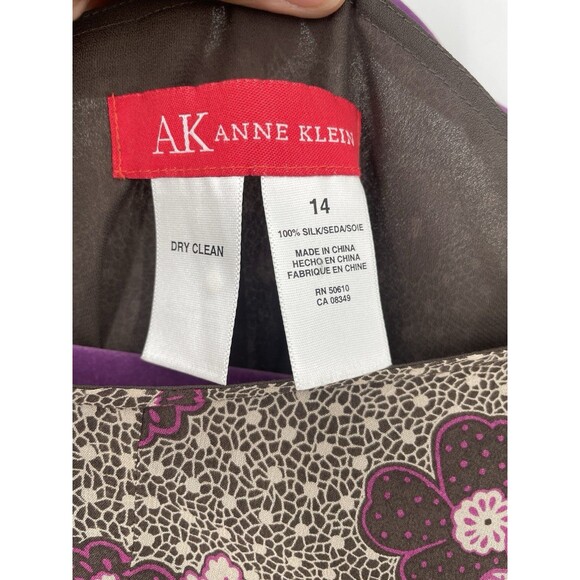 AK ANNE KLEIN
DRY CLEAN
14
100% SILK/SEDA/SOIE
MADE IN CHINA
HECHO EN CHINA
FABRIQUE EN CHINE
RN 50610
CA 08349